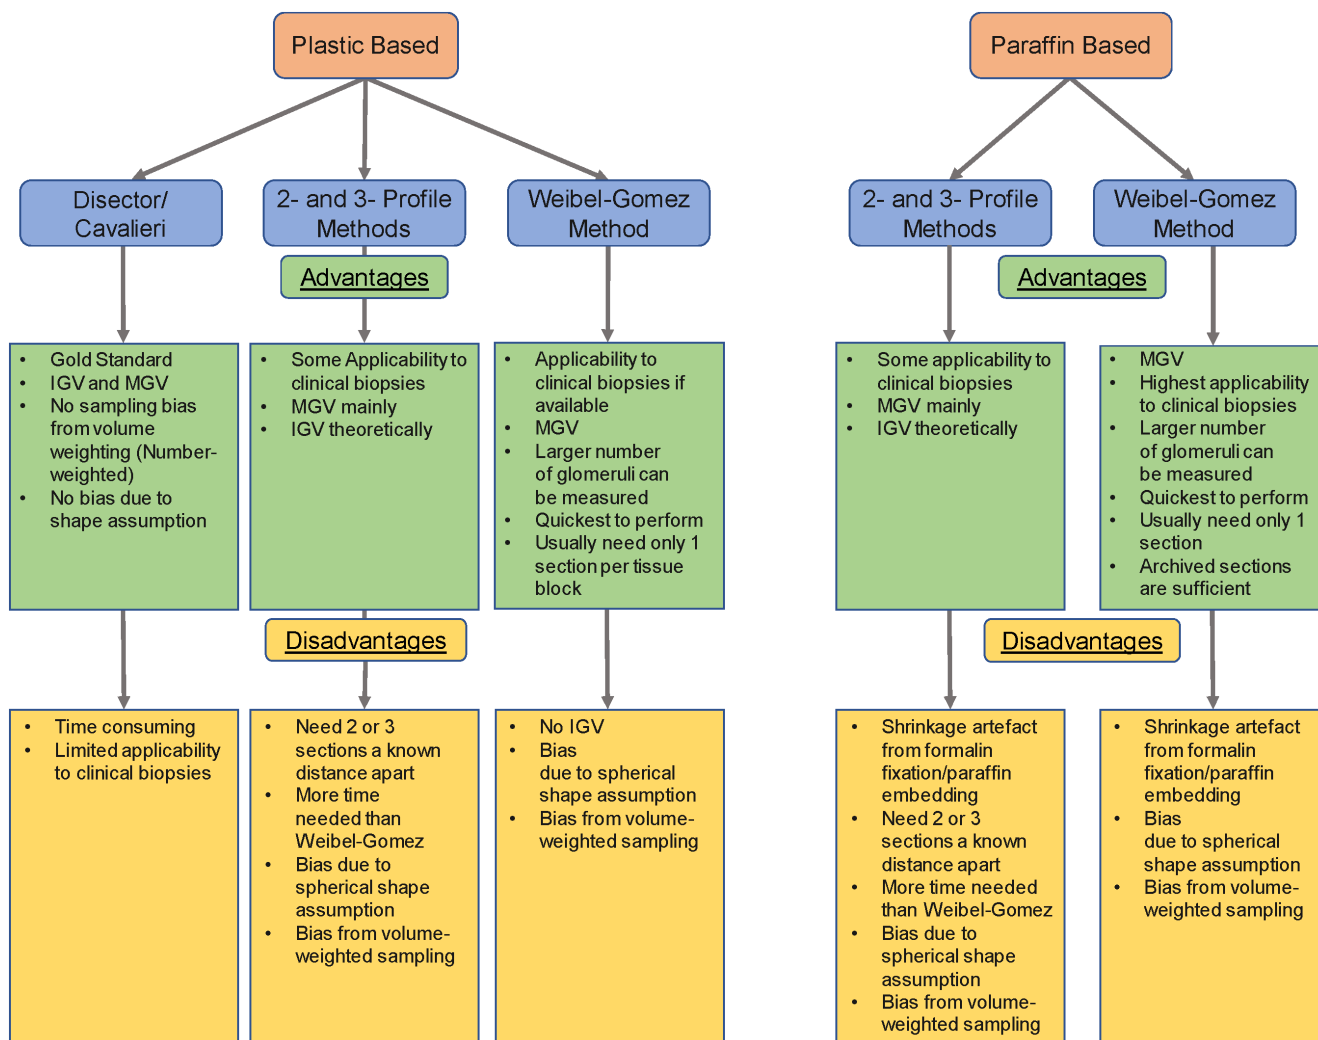 Plastic Based
Paraffin Based
Disector/
Cavalieri
2- and 3- Profile
Methods
Weibel-Gomez
Method
2- and 3- Profile
Methods
Weibel-Gomez
Method
Advantages
Advantages
• Gold Standard
• IGV and MGV
• No sampling bias
from volume
weighting (Number-
weighted)
• No bias due to
shape assumption
• Some Applicability to
clinical biopsies
• MGV mainly
• IGV theoretically
• Applicability to
clinical biopsies if
available
• MGV
• Larger number
of glomeruli can
be measured
• Quickest to perform
• Usually need only 1
section per tissue
block
• Some applicability to
clinical biopsies
• MGV mainly
• IGV theoretically
• MGV
• Highest applicability
to clinical biopsies
• Larger number
of glomeruli can
be measured
• Quickest to perform
• Usually need only 1
section
• Archived sections
are sufficient
Disadvantages
Disadvantages
• Time consuming
• Limited applicability
to clinical biopsies
• Need 2 or 3
sections a known
distance apart
• More time
needed than
Weibel-Gomez
• Bias due to
spherical shape
assumption
• Bias from volume-
weighted sampling
• No IGV
• Bias
due to spherical
shape assumption
• Bias from volume-
weighted sampling
• Shrinkage artefact
from formalin
fixation/paraffin
embedding
• Need 2 or 3
sections a known
distance apart
• More time needed
than Weibel-Gomez
• Bias due to
spherical shape
assumption
• Bias from volume-
weighted sampling
• Shrinkage artefact
from formalin
fixation/paraffin
embedding
• Bias
due to spherical
shape assumption
• Bias from volume-
weighted sampling